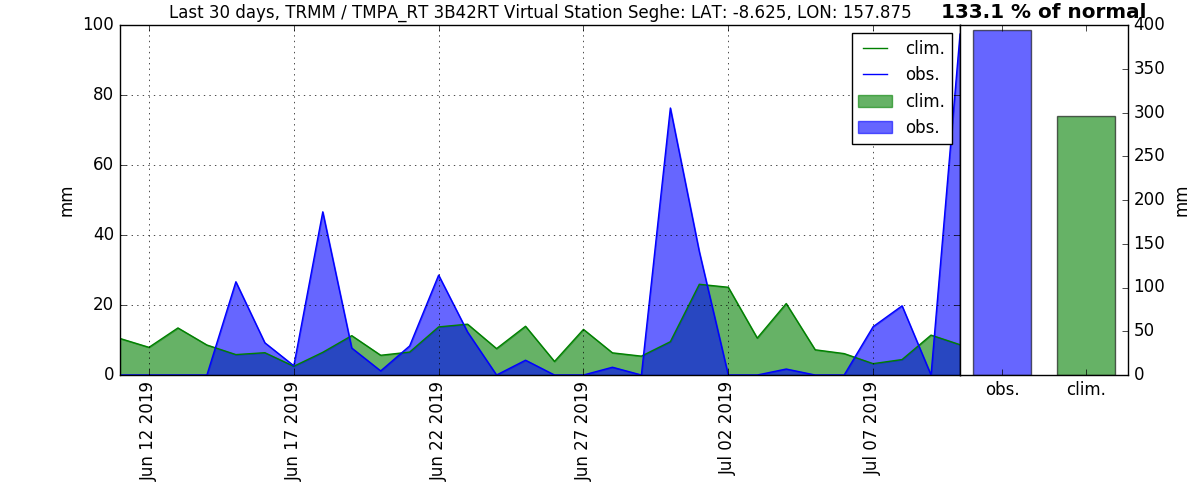 Last 30 days, TRMM / TMPA_RT 3B42RT Virtual Station Seghe: LAT: -8.625, LON: 157.875
133.1 % of normal
100
80
60
40
20
0
mm
clim.
obs.
clim.
obs.
400
350
300
250
200
150
100
50
0
mm
Jun 12 2019
Jun 17 2019
Jun 22 2019
Jun 27 2019
Jul 02 2019
Jul 07 2019
obs.
clim.